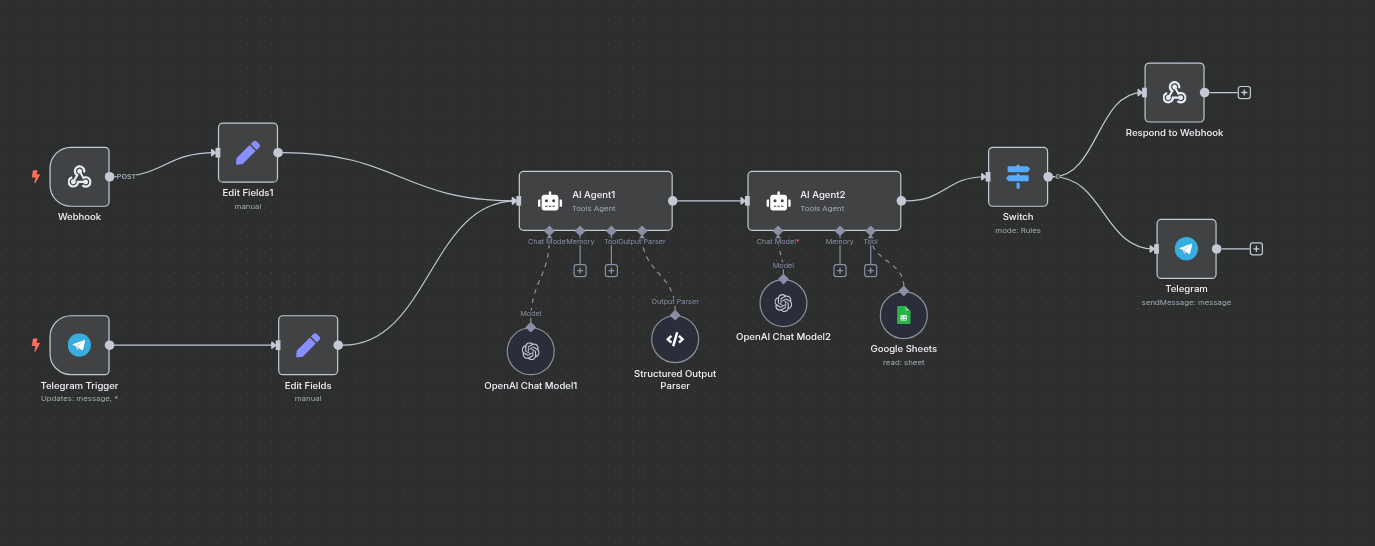 Respond to Webhook
POST
Webhook
Edit Fields1
manual
AI Agent1
Tools Agent
Chat Model
Memory
Tool
Output Parser
AI Agent2
Tools Agent
Chat Model*
Memory
Tool
Switch
mode: Rules
0
Model
OpenAI Chat Model1
Output Parser
Structured Output
Parser
Model
OpenAI Chat Model2
Google Sheets
read: sheet
Telegram
sendMessage: message
Telegram Trigger
Updates: message, *
Edit Fields
manual